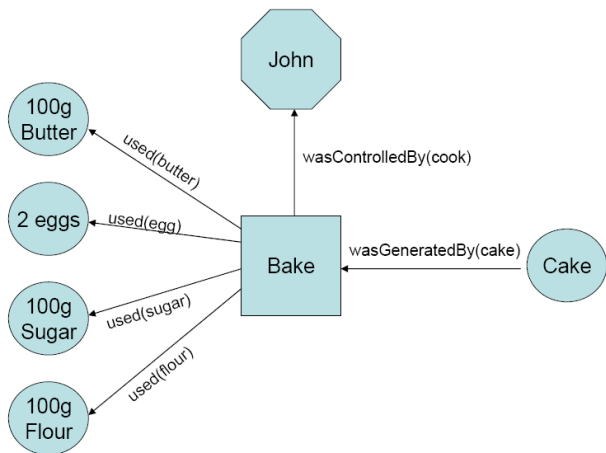 John
100g
Butter
used(butter)
wasControlledBy(cook)
2 eggs
used(egg)
Bake
wasGeneratedBy(cake)
Cake
used(sugar)
100g
Sugar
used(flour)
100g
Flour